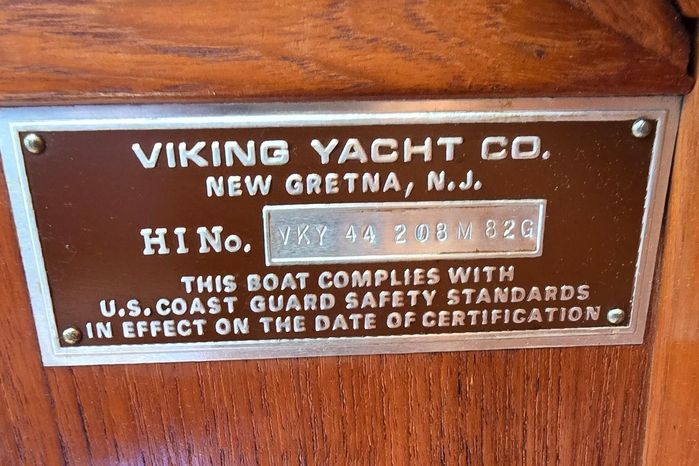 VIKING YACHT CO.
NEW GRETNA, N.J.
HI No. VKY 44 208 M 82G
THIS BOAT COMPLIES WITH
U.S. COAST GUARD SAFETY STANDARDS
IN EFFECT ON THE DATE OF CERTIFICATION